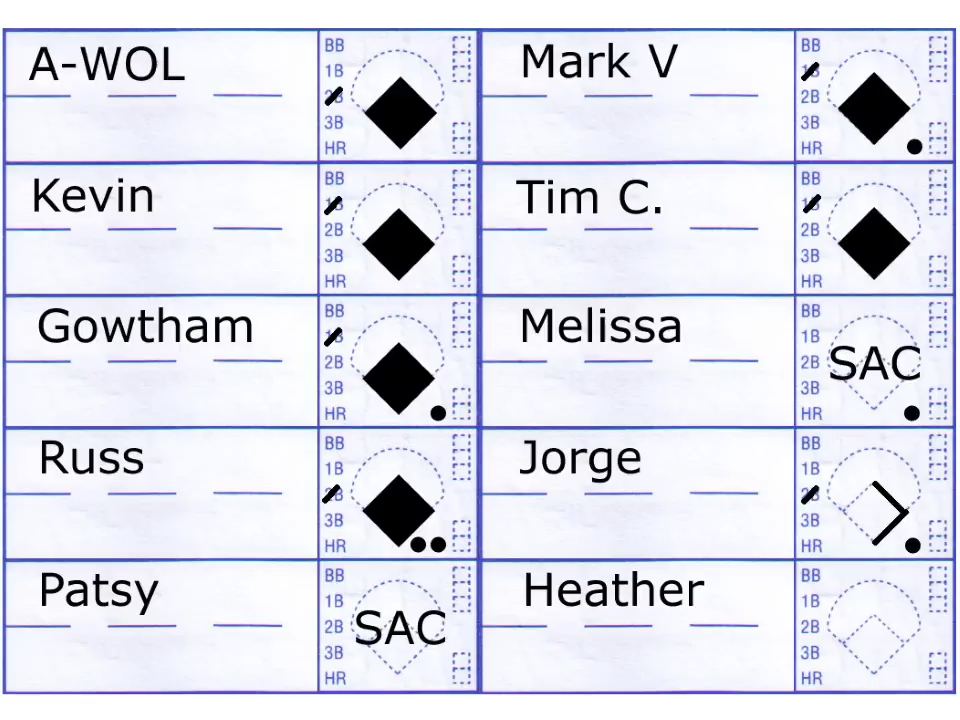 A-WOL
BB
1B
2B
3B
HR
Mark V
BB
1B
2B
3B
HR
Kevin
BB
1B
2B
3B
HR
Tim C.
BB
1B
2B
3B
HR
Gowtham
BB
1B
2B
3B
HR
Melissa
BB
1B
2B
3B
HR
SAC
Russ
BB
1B
2B
3B
HR
Jorge
BB
1B
2B
3B
HR
Patsy
BB
1B
2B
3B
HR
SAC
Heather
BB
1B
2B
3B
HR